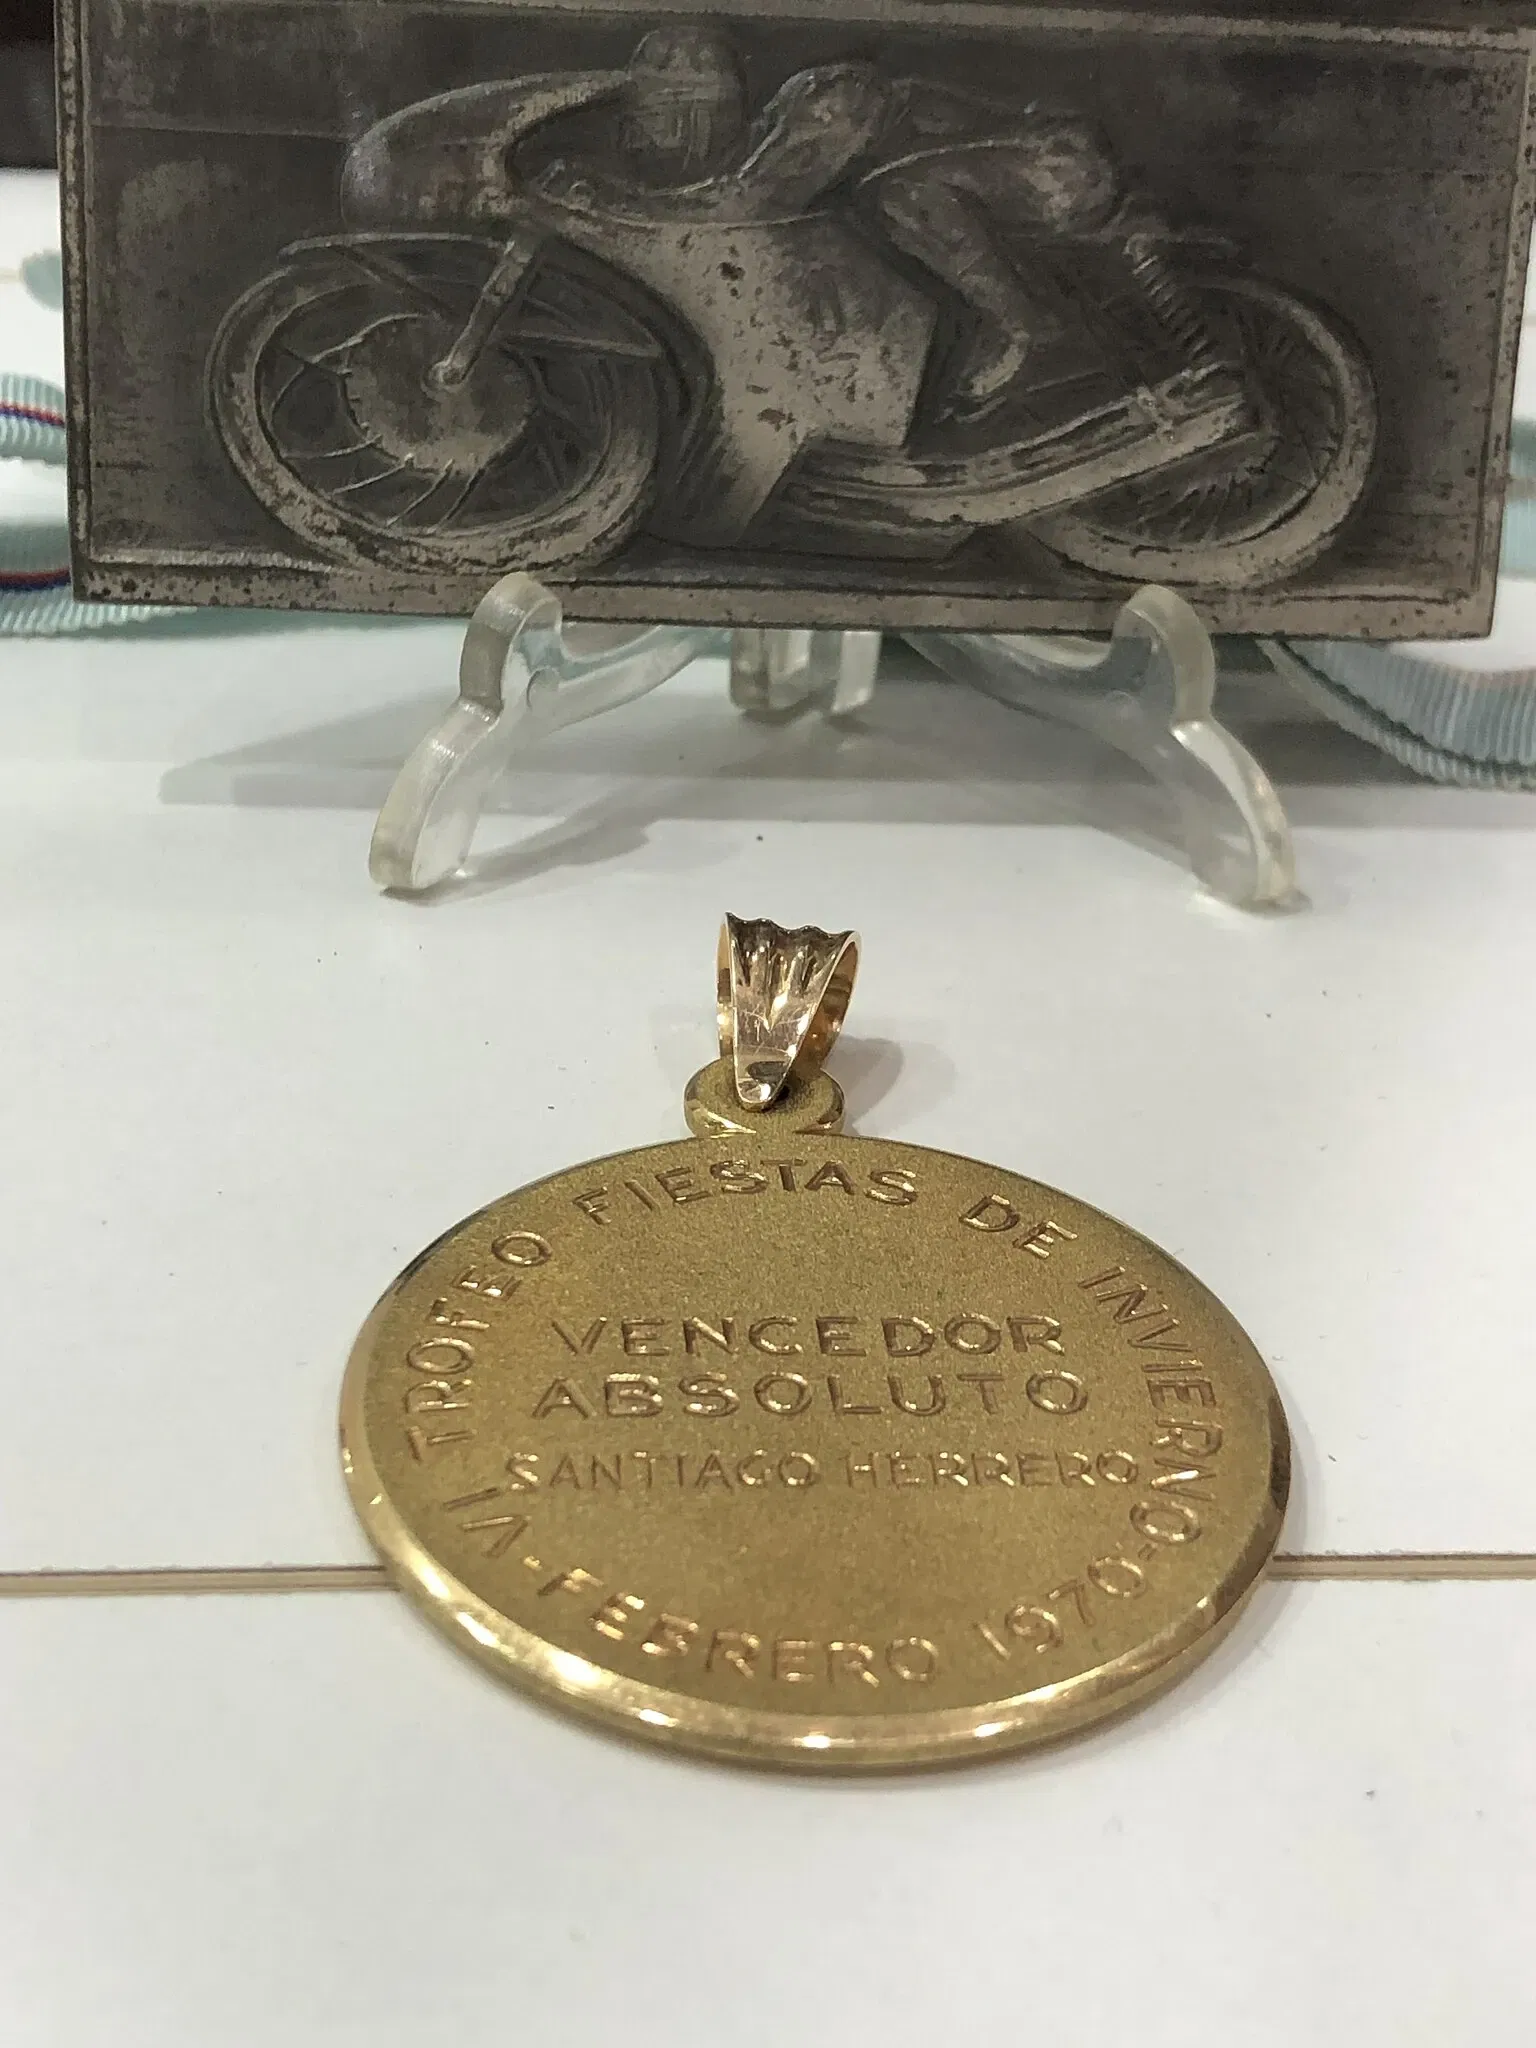 VI TROFEO FIESTAS DE INVIERNO-
VENCEDOR
ABSOLUTO
SANTIAGO HERRERO
-FEBRERO 1970-